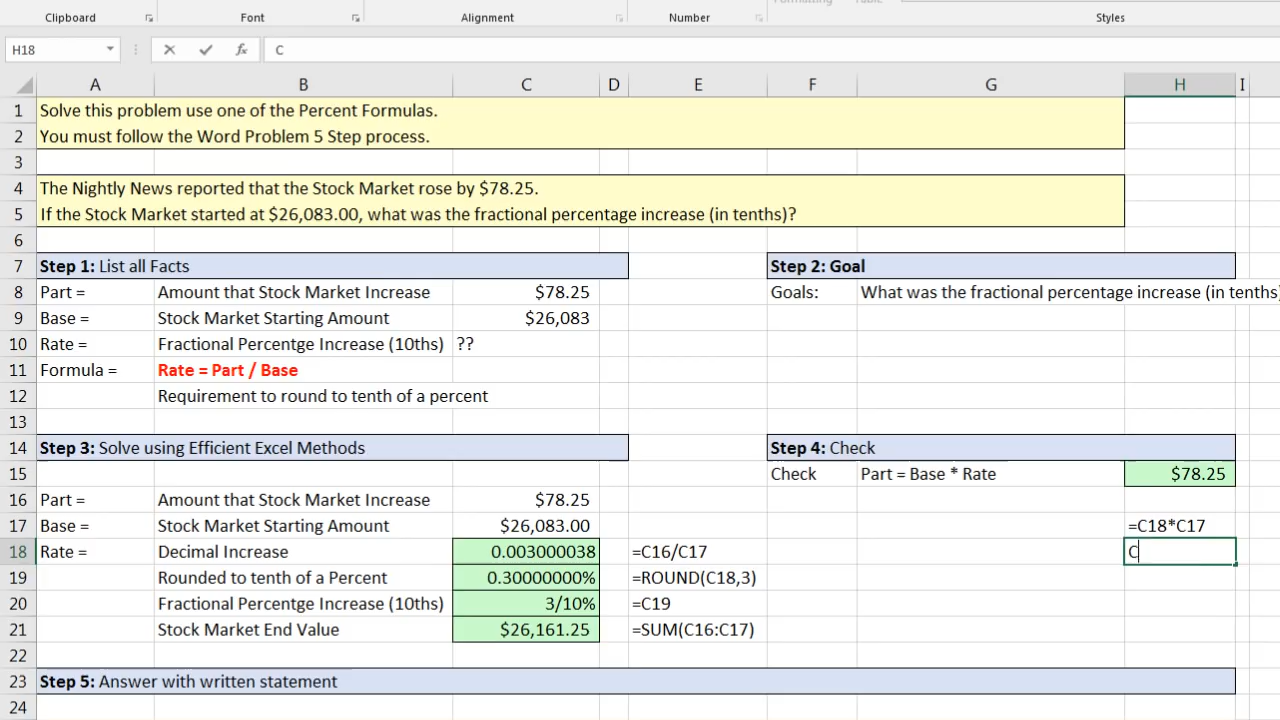 Clipboard Font Alignment Number Styles
H18 fx C
A B C D E F G H I
1 Solve this problem use one of the Percent Formulas.
2 You must follow the Word Problem 5 Step process.
3
4 The Nightly News reported that the Stock Market rose by $78.25.
5 If the Stock Market started at $26,083.00, what was the fractional percentage increase (in tenths)?
6
7 Step 1: List all Facts Step 2: Goal
8 Part = Amount that Stock Market Increase $78.25 Goals: What was the fractional percentage increase (in tenths)
9 Base = Stock Market Starting Amount $26,083
10 Rate = Fractional Percentge Increase (10ths) ??
11 Formula = Rate = Part / Base
12 Requirement to round to tenth of a percent
13
14 Step 3: Solve using Efficient Excel Methods Step 4: Check
15 Check Part = Base * Rate $78.25
16 Part = Amount that Stock Market Increase $78.25
17 Base = Stock Market Starting Amount $26,083.00 =C18*C17
18 Rate = Decimal Increase 0.003000038 =C16/C17 C
19 Rounded to tenth of a Percent 0.30000000% =ROUND(C18,3)
20 Fractional Percentge Increase (10ths) 3/10% =C19
21 Stock Market End Value $26,161.25 =SUM(C16:C17)
22
23 Step 5: Answer with written statement
24